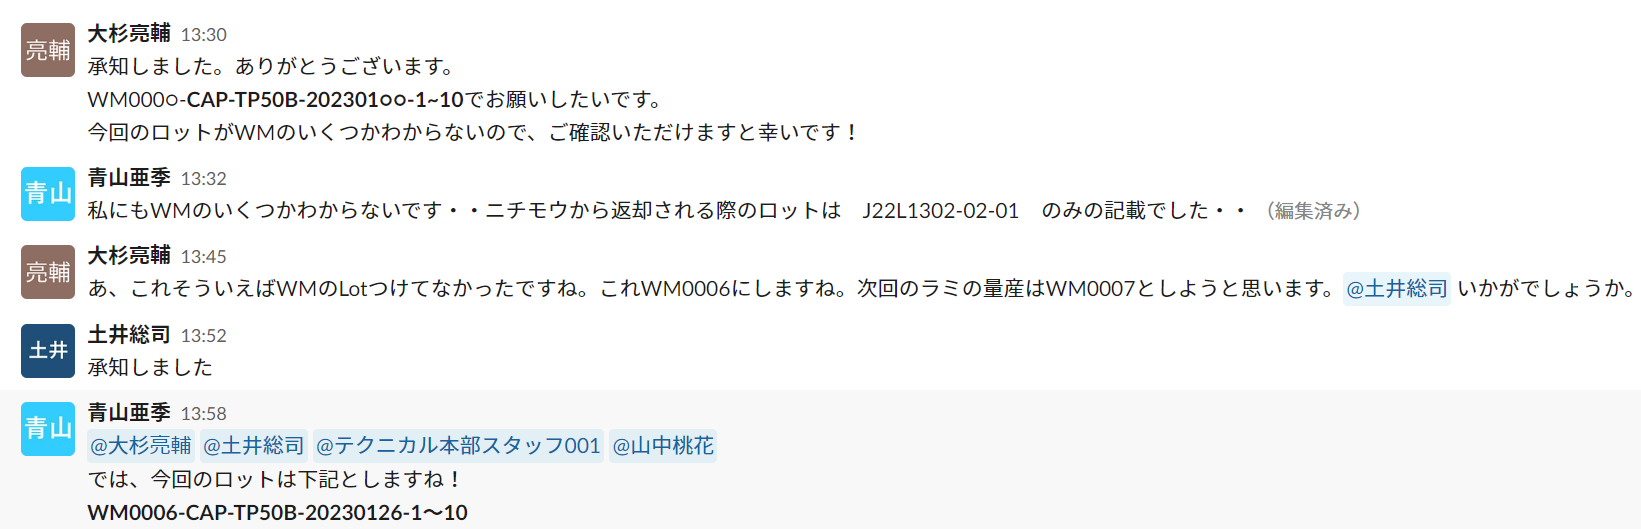 亮輔
大杉亮輔 13:30
承知しました。ありがとうございます。
WM000○-CAP-TP50B-202301○○-1~10でお願いしたいです。
今回のロットがWMのいくつかわからないので、ご確認いただけますと幸いです！
青山
青山亜季 13:32
私にもWMのいくつかわからないです・・ニチモウから返却される際のロットは　J22L1302-02-01　のみの記載でした・・ （編集済み）
亮輔
大杉亮輔 13:45
あ、これそういえばWMのLotつけてなかったですね。これWM0006にしますね。次回のラミの量産はWM0007としようと思います。@土井総司 いかがでしょうか。
土井
土井総司 13:52
承知しました
青山
青山亜季 13:58
@大杉亮輔 @土井総司 @テクニカル本部スタッフ001 @山中桃花
では、今回のロットは下記としますね！
WM0006-CAP-TP50B-20230126-1〜10